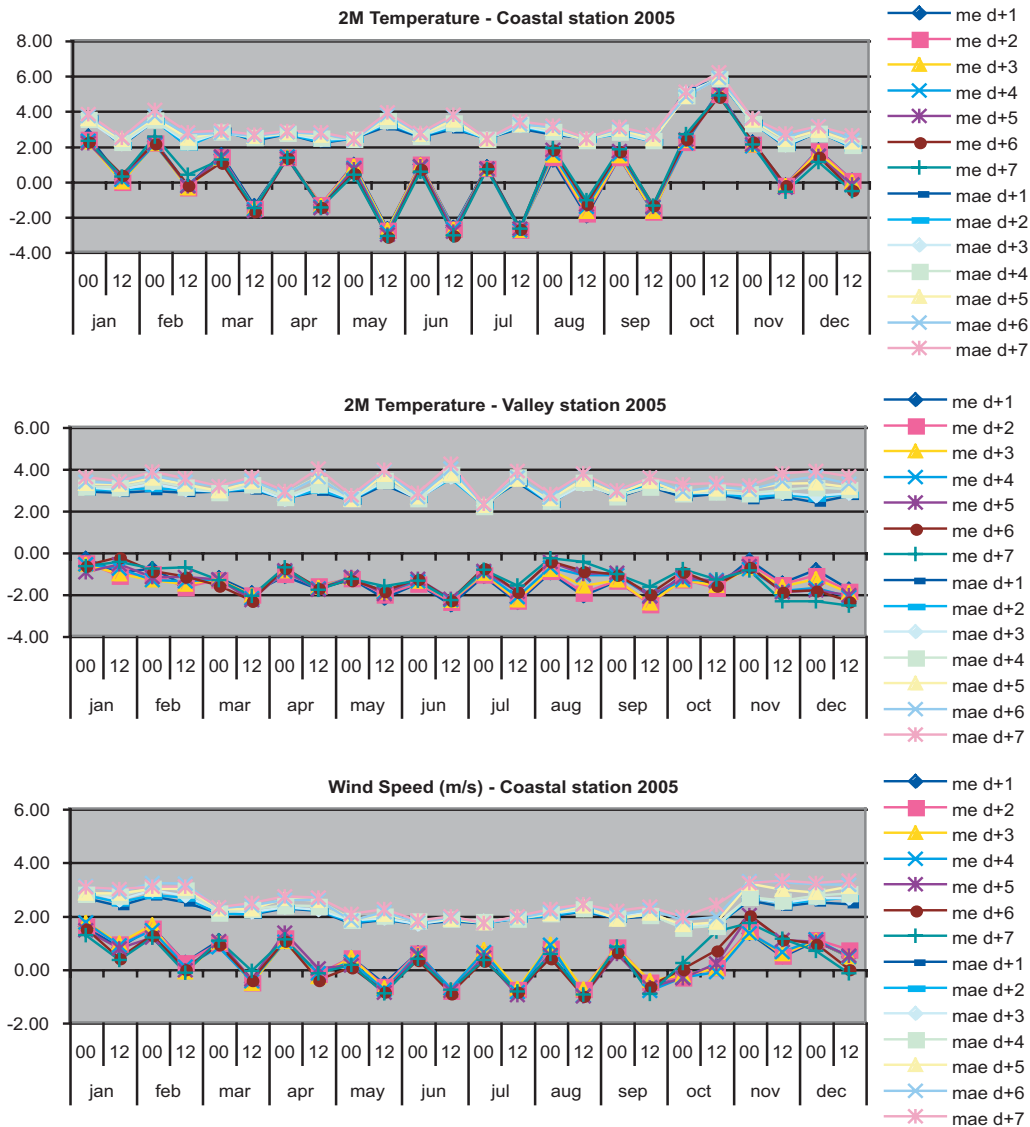 2M Temperature - Coastal station 2005
8.00
6.00
4.00
2.00
0.00
-2.00
-4.00
00 12 00 12 00 12 00 12 00 12 00 12 00 12 00 12 00 12 00 12 00 12 00 12
jan feb mar apr may jun jul aug sep oct nov dec
me d+1
me d+2
me d+3
me d+4
me d+5
me d+6
me d+7
mae d+1
mae d+2
mae d+3
mae d+4
mae d+5
mae d+6
mae d+7
2M Temperature - Valley station 2005
6.00
4.00
2.00
0.00
-2.00
-4.00
00 12 00 12 00 12 00 12 00 12 00 12 00 12 00 12 00 12 00 12 00 12 00 12
jan feb mar apr may jun jul aug sep oct nov dec
me d+1
me d+2
me d+3
me d+4
me d+5
me d+6
me d+7
mae d+1
mae d+2
mae d+3
mae d+4
mae d+5
mae d+6
mae d+7
Wind Speed (m/s) - Coastal station 2005
6.00
4.00
2.00
0.00
-2.00
00 12 00 12 00 12 00 12 00 12 00 12 00 12 00 12 00 12 00 12 00 12 00 12
jan feb mar apr may jun jul aug sep oct nov dec
me d+1
me d+2
me d+3
me d+4
me d+5
me d+6
me d+7
mae d+1
mae d+2
mae d+3
mae d+4
mae d+5
mae d+6
mae d+7